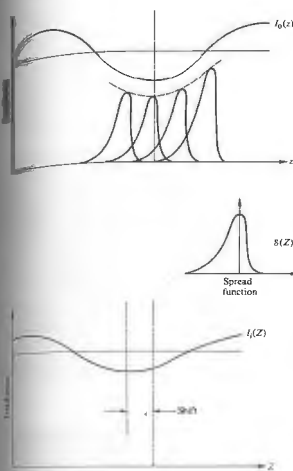 I₀(z)
z
S(Z)
Spread
function
Iᵢ(Z)
Shift
Z